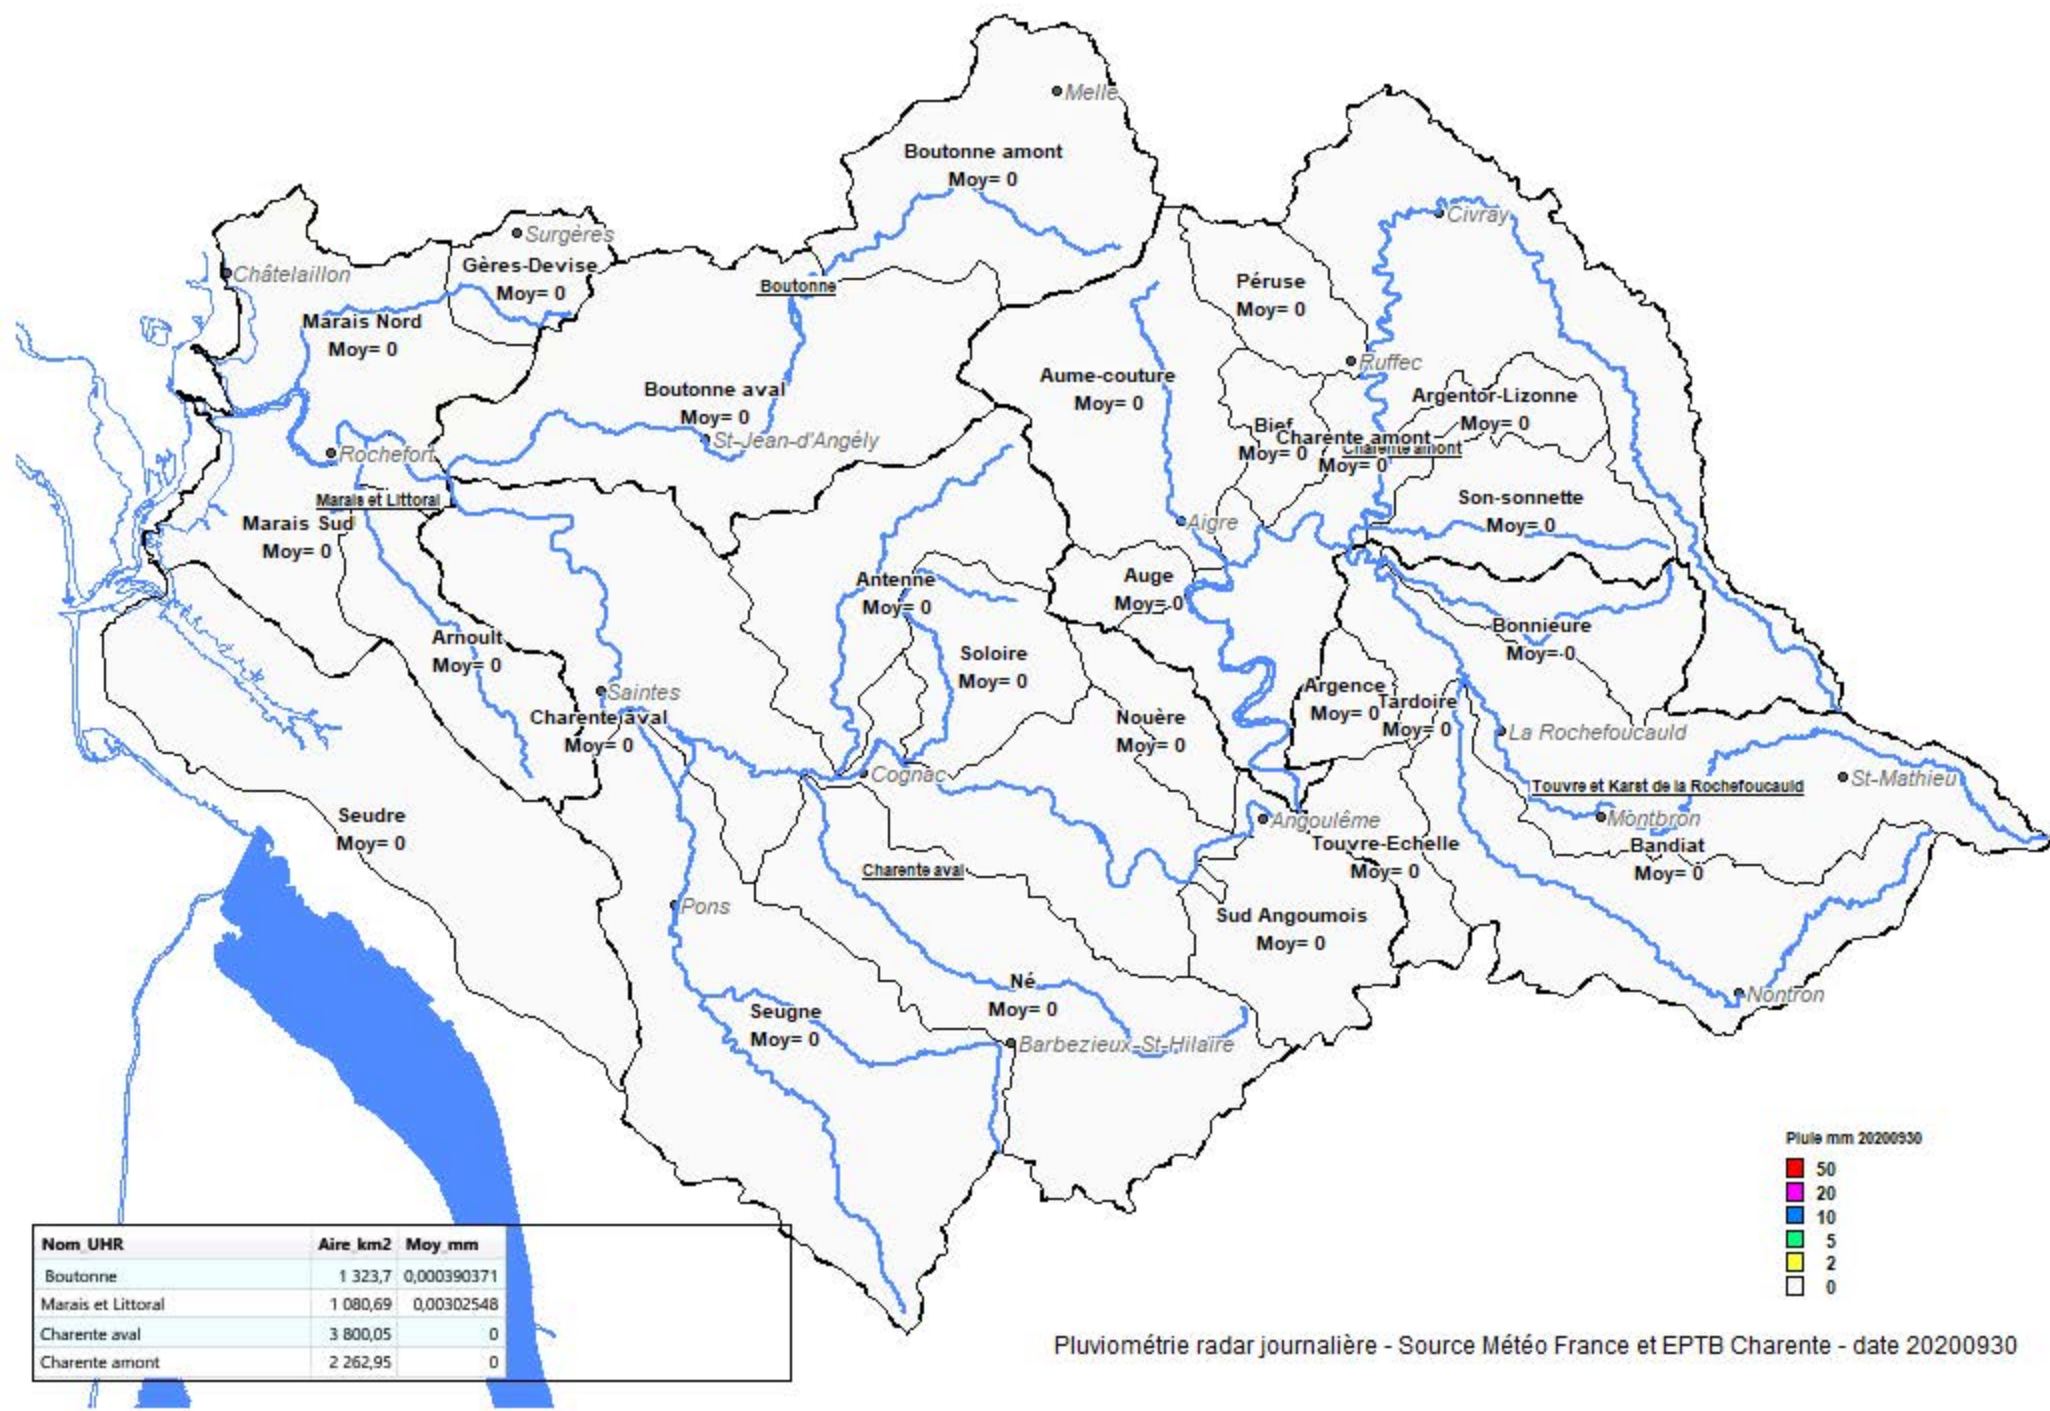 Melle
Boutonne amont
Moy= 0
Civray
Surgères
Châtelaillon
Gères-Devise
Moy= 0
Boutonne
Péruse
Moy= 0
Marais Nord
Moy= 0
Ruffec
Aume-couture
Moy= 0
Boutonne aval
Moy= 0
Argentor-Lizonne
Moy= 0
St-Jean-d'Angély
Bief
Moy= 0
Charente amont
Moy= 0
Charente amont
Rochefort
Marais et Littoral
Son-sonnette
Moy= 0
Marais Sud
Moy= 0
Aigre
Antenne
Moy= 0
Auge
Moy= 0
Bonnieure
Moy= 0
Arnoult
Moy= 0
Soloire
Moy= 0
Saintes
Argence
Moy= 0
Tardoire
Moy= 0
Charente aval
Moy= 0
Nouère
Moy= 0
La Rochefoucauld
Cognac
Touvre et Karst de la Rochefoucauld
St-Mathieu
Seudre
Moy= 0
Angoulême
Montbron
Touvre-Echelle
Moy= 0
Bandiat
Moy= 0
Charente aval
Pons
Sud Angoumois
Moy= 0
Né
Moy= 0
Nontron
Seugne
Moy= 0
Barbezieux-St-Hilaire
Pluie mm 20200930
50
20
10
5
2
0
Nom_UHR Aire_km2 Moy_mm
Boutonne 1 323,7 0,000390371
Marais et Littoral 1 080,69 0,00302548
Charente aval 3 800,05 0
Charente amont 2 262,95 0
Pluviométrie radar journalière - Source Météo France et EPTB Charente - date 20200930